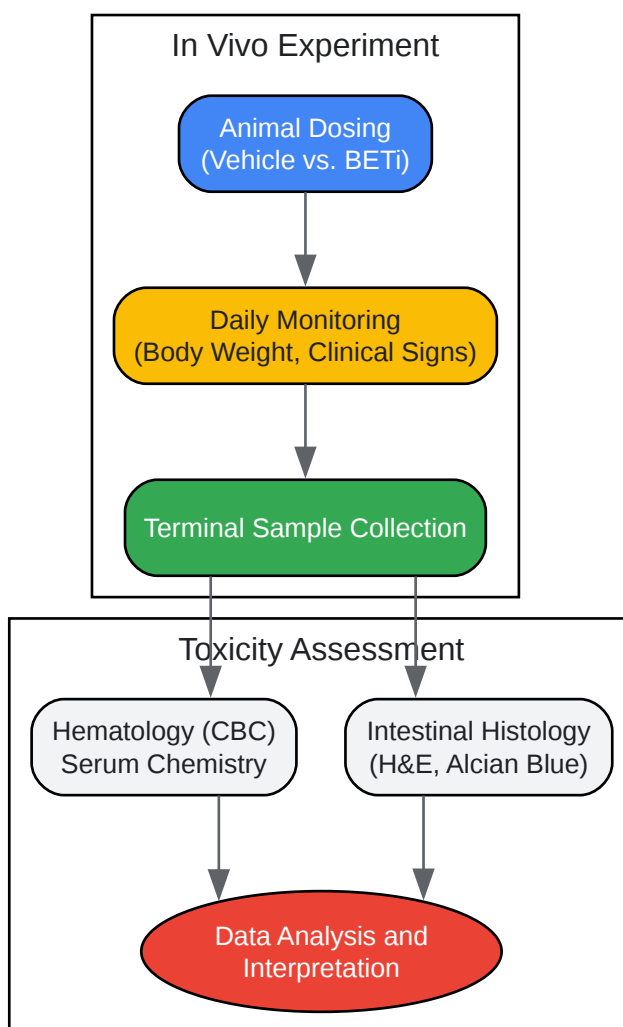 In Vivo Experiment
Animal Dosing
(Vehicle vs. BETi)
Daily Monitoring
(Body Weight, Clinical Signs)
Terminal Sample Collection
Toxicity Assessment
Hematology (CBC)
Serum Chemistry
Intestinal Histology
(H&E, Alcian Blue)
Data Analysis and
Interpretation